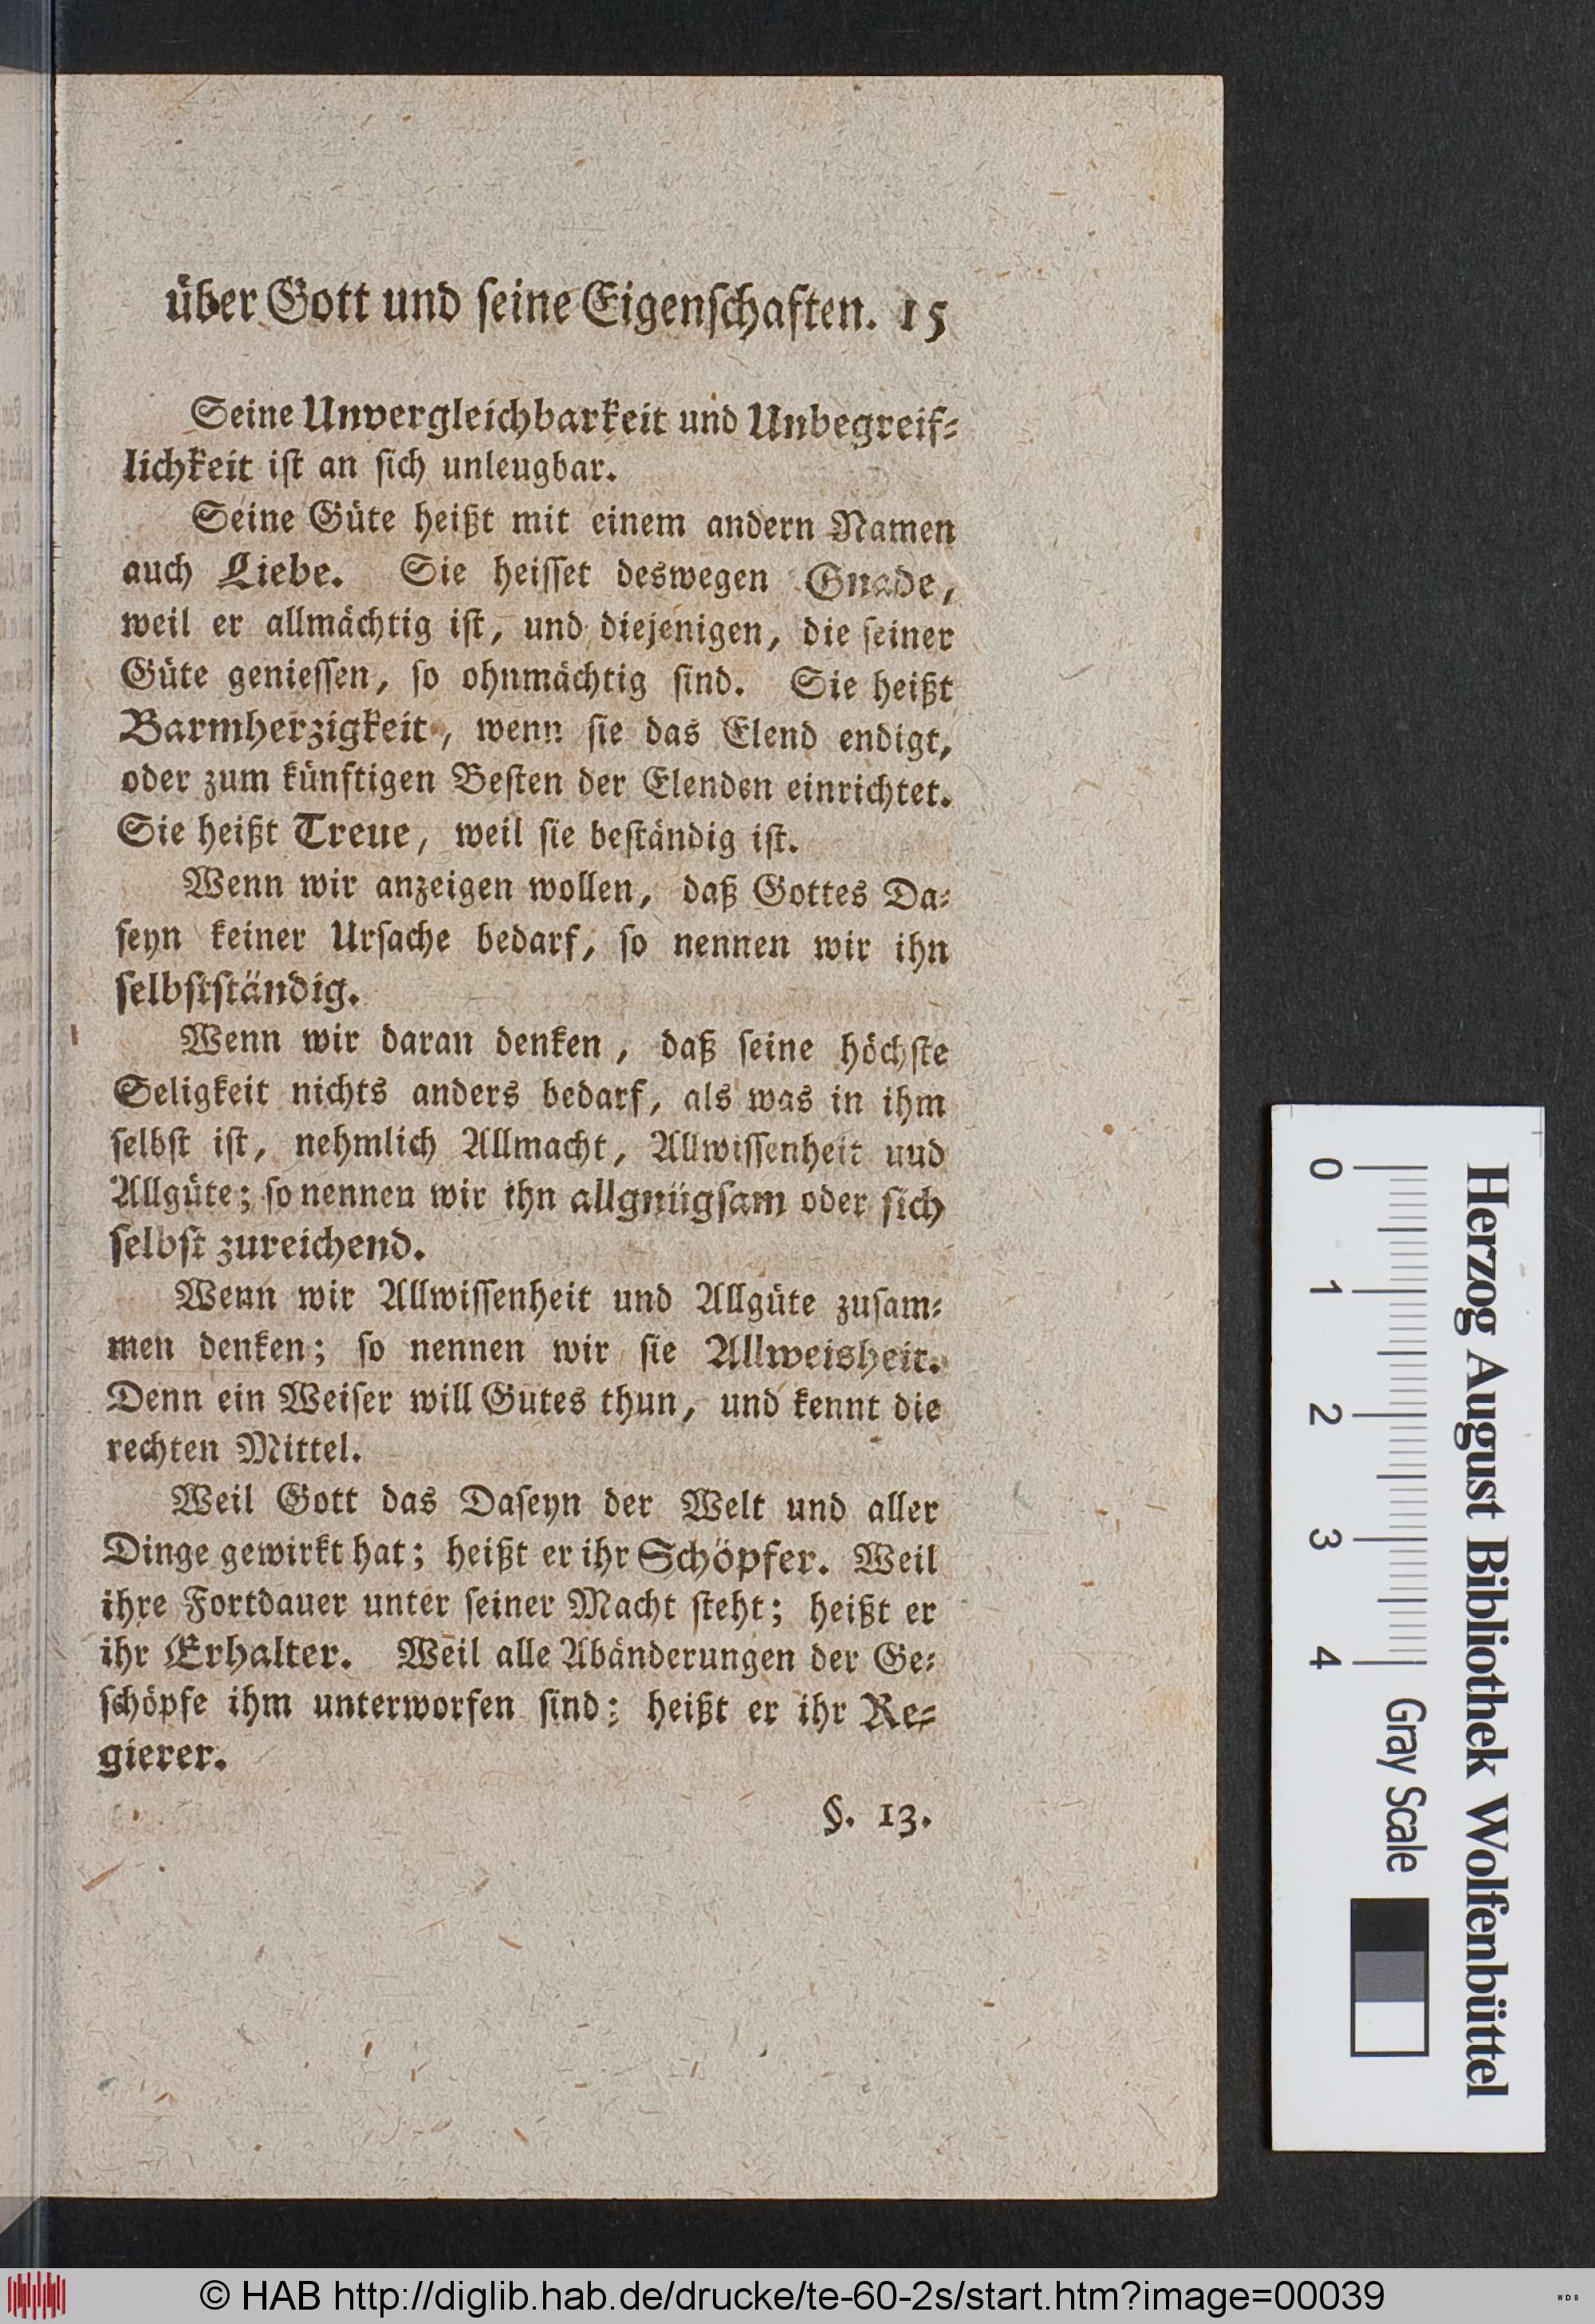 über Gott und ſeine Eigenſchaften. 15
Seine Unvergleichbarkeit und Unbegreif⸗
lichkeit iſt an ſich unleugbar.
Seine Güte heißt mit einem andern Namen
auch Liebe. Sie heiſſet deswegen Gnade,
weil er allmächtig iſt, und diejenigen, die ſeiner
Güte genieſſen, ſo ohnmächtig ſind. Sie heißt
Barmherzigkeit, wenn ſie das Elend endigt,
oder zum künftigen Beſten der Elenden einrichtet.
Sie heißt Treue, weil ſie beſtändig iſt.
Wenn wir anzeigen wollen, daß Gottes Da⸗
ſeyn keiner Urſache bedarf, ſo nennen wir ihn
ſelbſtſtändig.
Wenn wir daran denken, daß ſeine höchſte
Seligkeit nichts anders bedarf, als was in ihm
ſelbſt iſt, nehmlich Allmacht, Allwiſſenheit uud
Allgüte; ſo nennen wir ihn allgnügſam oder ſich
ſelbſt zureichend.
Wenn wir Allwiſſenheit und Allgüte zuſam⸗
men denken; ſo nennen wir ſie Allweisheit.
Denn ein Weiſer will Gutes thun, und kennt die
rechten Mittel.
Weil Gott das Daſeyn der Welt und aller
Dinge gewirkt hat; heißt er ihr Schöpfer. Weil
ihre Fortdauer unter ſeiner Macht ſteht; heißt er
ihr Erhalter. Weil alle Abänderungen der Ge⸗
ſchöpfe ihm unterworfen ſind; heißt er ihr Re⸗
gierer.
§. 13.
Herzog August Bibliothek Wolfenbüttel
0 1 2 3 4 Gray Scale
© HAB http://diglib.hab.de/drucke/te-60-2s/start.htm?image=00039
WDB